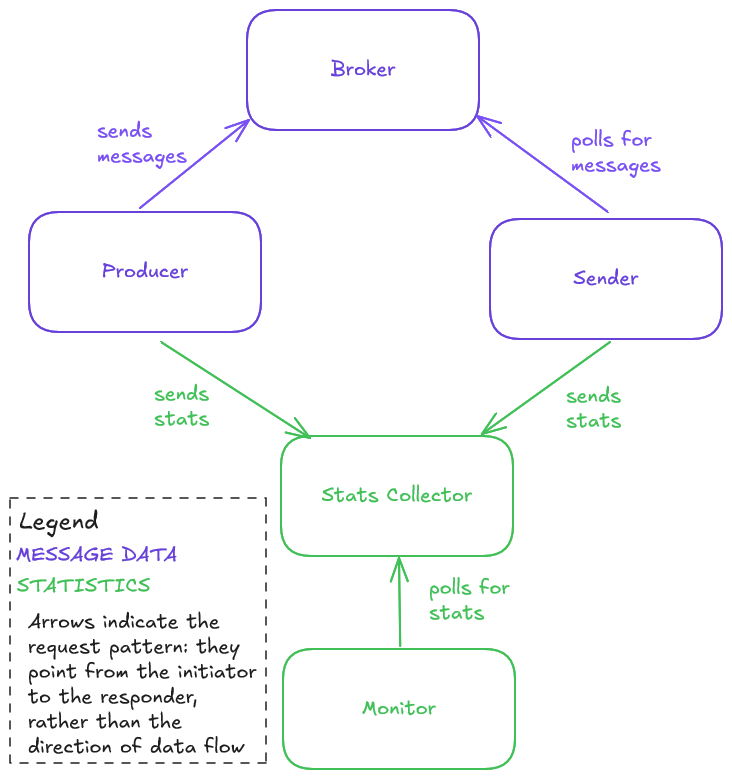 Broker
sends
messages
polls for
messages
Producer
Sender
sends
stats
sends
stats
Stats Collector
Legend
MESSAGE DATA
STATISTICS
Arrows indicate the
request pattern: they
point from the initiator
to the responder,
rather than the
direction of data flow
polls for
stats
Monitor